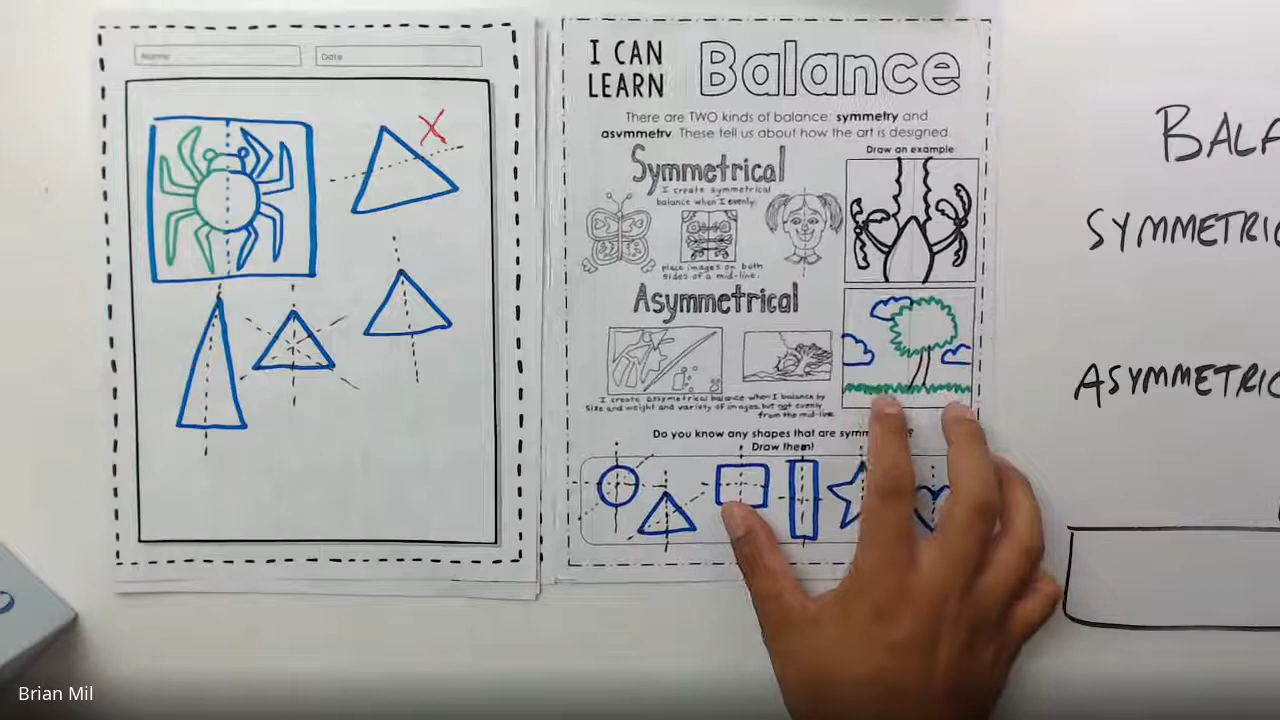 Name
Date
I CAN
LEARN
Balance
There are TWO kinds of balance: symmetry and
asymmetry. These tell us about how the art is designed.
Draw an example
Symmetrical
I create symmetrical
balance when I evenly
place images on both
sides of a mid-line.
Asymmetrical
I create assymetrical balance when I balance by
size and weight and variety of images, but not evenly
from the mid-line
Do you know any shapes that are symm ?
Draw them!
BALA
SYMMETRIC
ASYMMETRIC
Brian Mil